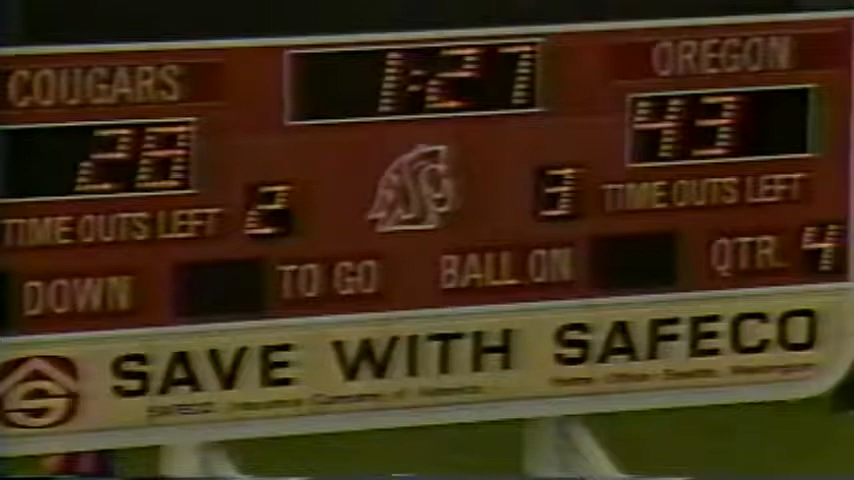 COUGARS 1:27 OREGON
28 43
TIME OUTS LEFT 2 3 TIME OUTS LEFT
DOWN TO GO BALL ON QTR. 4
SAVE WITH SAFECO
SAFECO